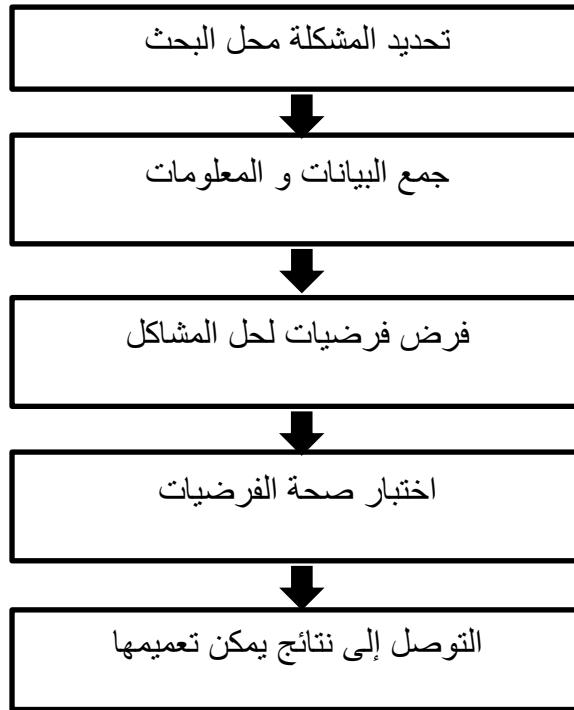 تحديد المشكلة محل البحث
جمع البيانات و المعلومات
فرض فرضيات لحل المشاكل
اختبار صحة الفرضيات
التوصل إلى نتائج يمكن تعميمها